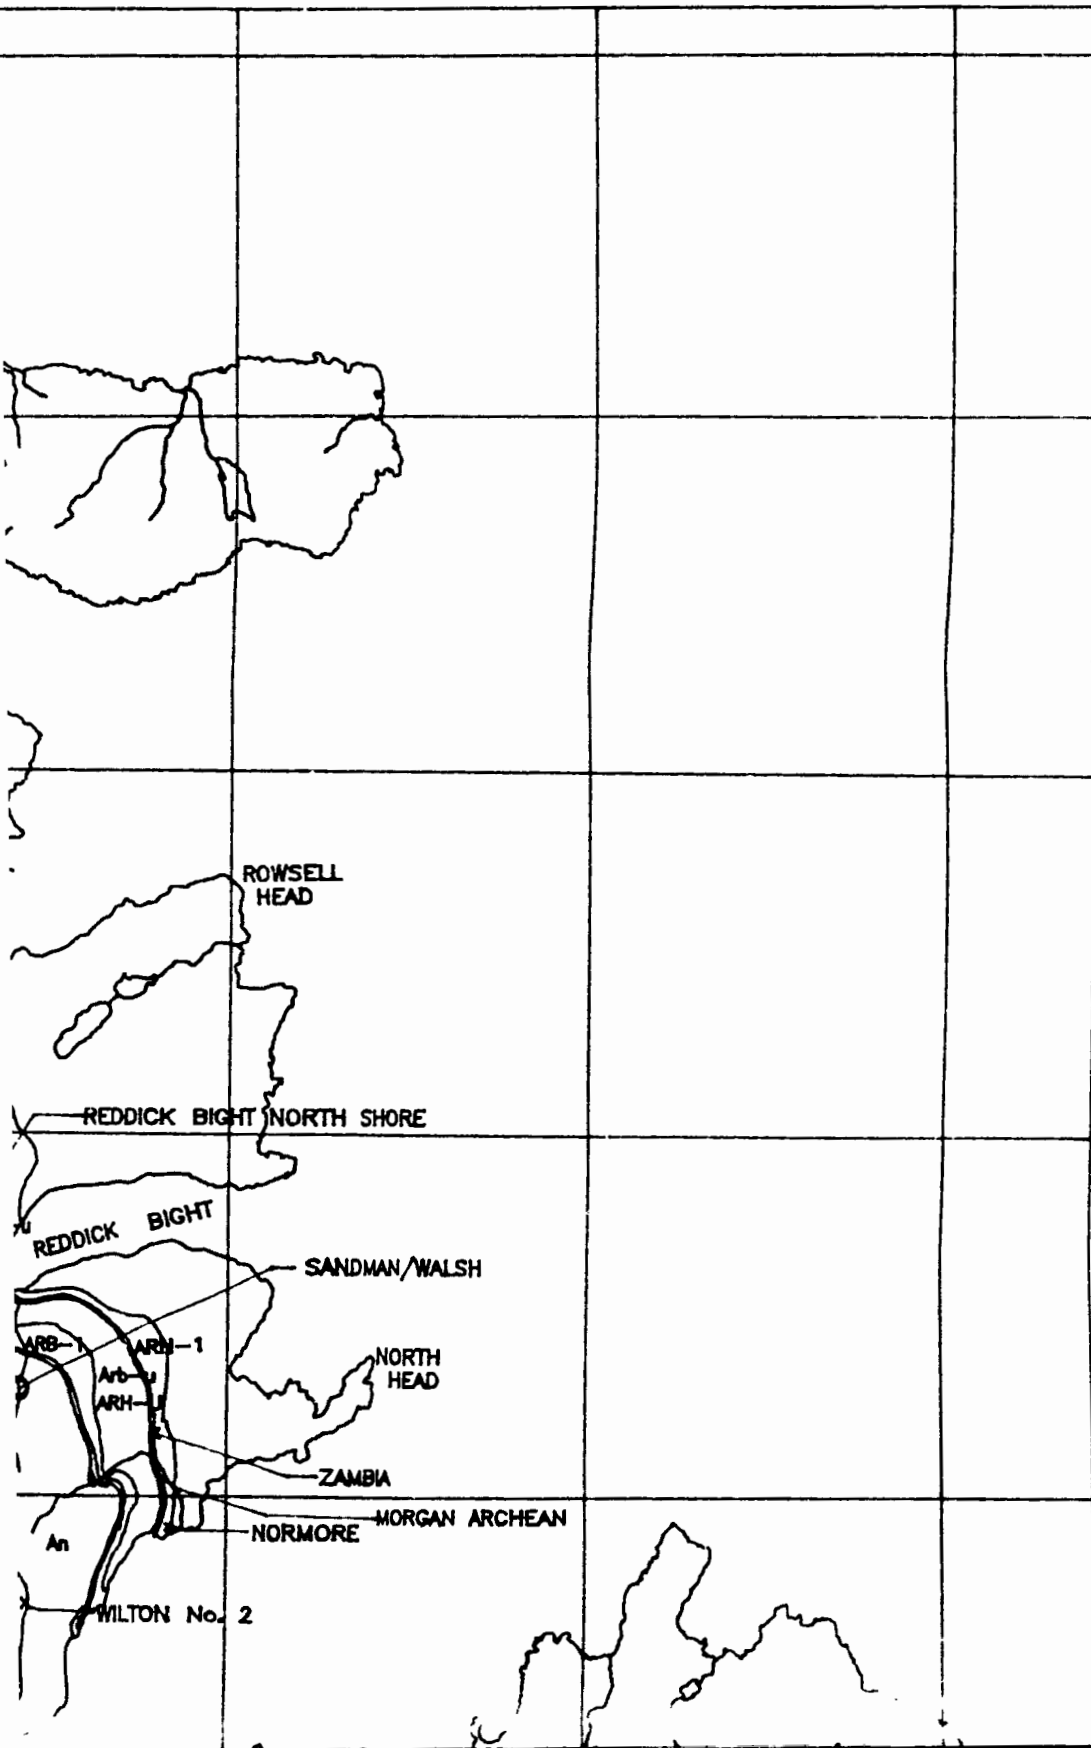 ROWSELL
HEAD
REDDICK BIGHT NORTH SHORE
REDDICK BIGHT
SANDMAN/WALSH
ARB-1
ARH-1
Arb-u
ARH-U
NORTH
HEAD
ZAMBIA
MORGAN ARCHEAN
NORMORE
An
WILTON No. 2